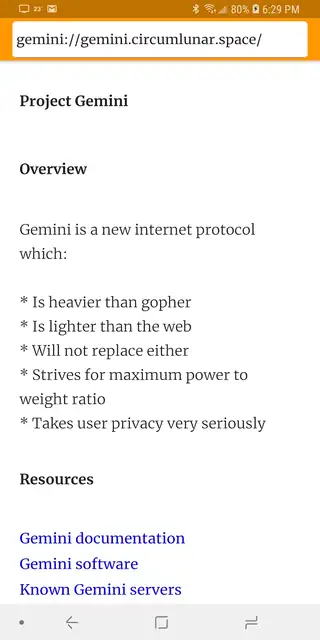 23° 80% 6:29 PM
gemini://gemini.circumlunar.space/
Project Gemini
Overview
Gemini is a new internet protocol
which:
* Is heavier than gopher
* Is lighter than the web
* Will not replace either
* Strives for maximum power to
weight ratio
* Takes user privacy very seriously
Resources
Gemini documentation
Gemini software
Known Gemini servers